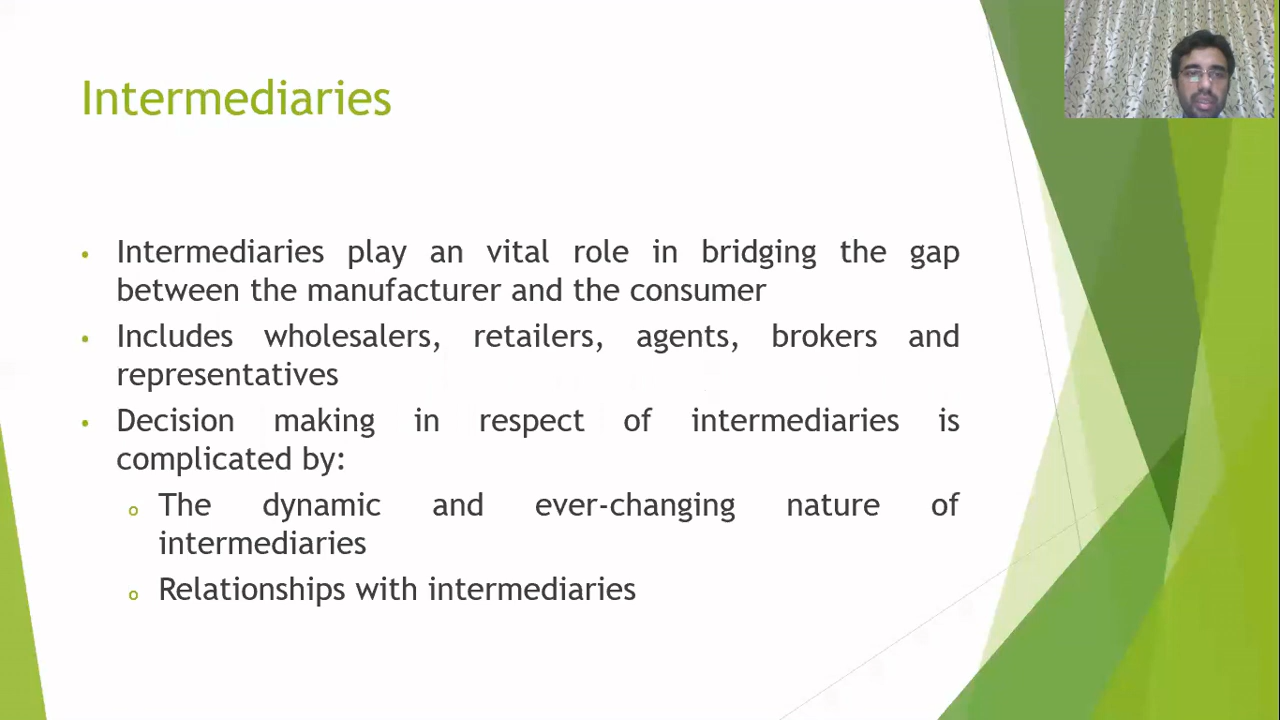 Intermediaries
• Intermediaries play an vital role in bridging the gap
between the manufacturer and the consumer
• Includes wholesalers, retailers, agents, brokers and
representatives
• Decision making in respect of intermediaries is
complicated by:
o The dynamic and ever-changing nature of
intermediaries
o Relationships with intermediaries